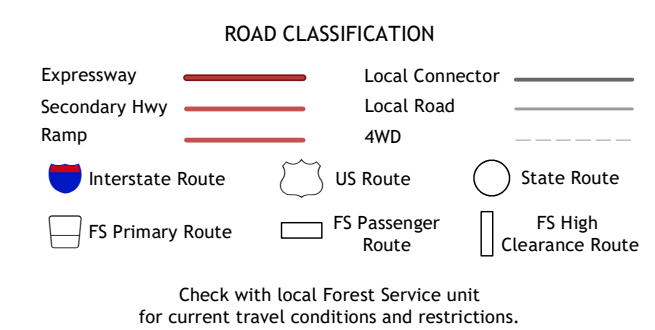 ROAD CLASSIFICATION
Expressway
Local Connector
Secondary Hwy
Local Road
Ramp
4WD
Interstate Route
US Route
State Route
FS Primary Route
FS Passenger
Route
FS High
Clearance Route
Check with local Forest Service unit
for current travel conditions and restrictions.